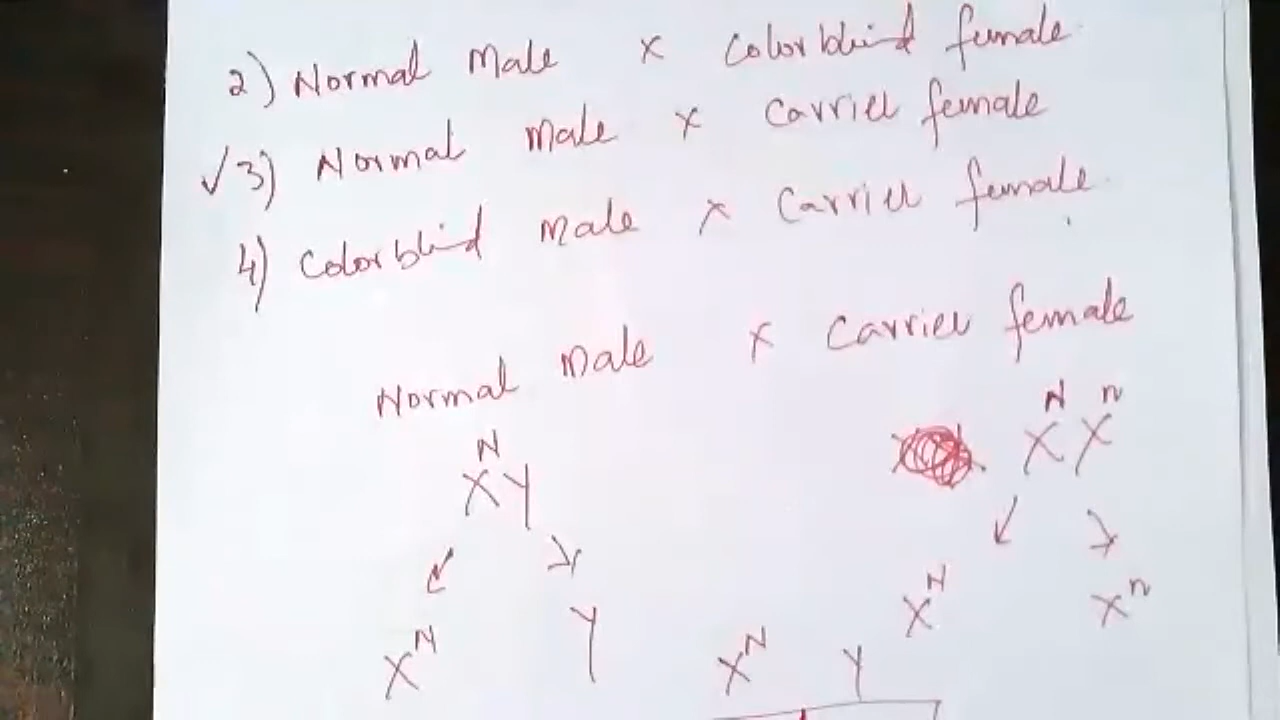 2) Normal Male x Colorblind female
√3) Normal Male x Carrier female
4) Colorblind Male x Carrier female
Normal Male x Carrier female
X^N Y X^N X^n
X^N Y X^N X^n
X^N Y